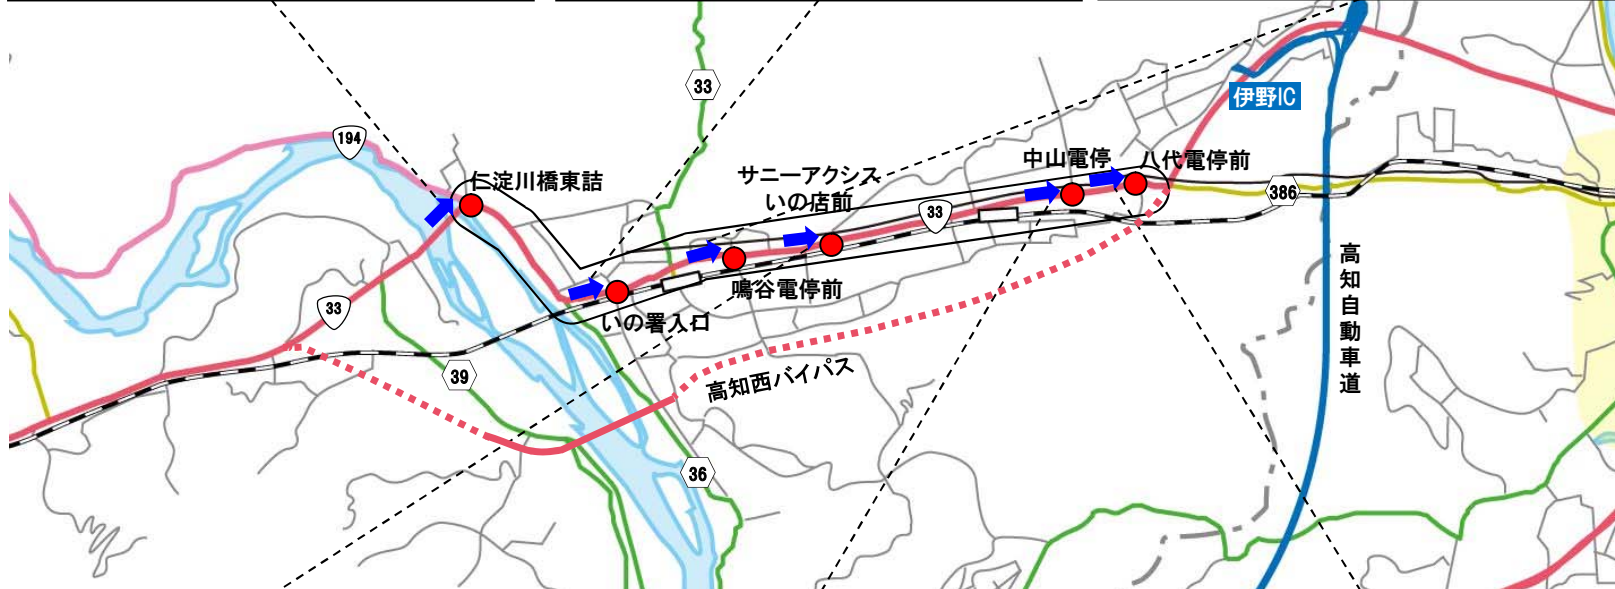 33
伊野IC
194
中山電停
八代電停前
サニーアクシス
いの店前
仁淀川橋東詰
386
33
鳴谷電停前
33
いの署入口
高知自動車道
39
高知西バイパス
36